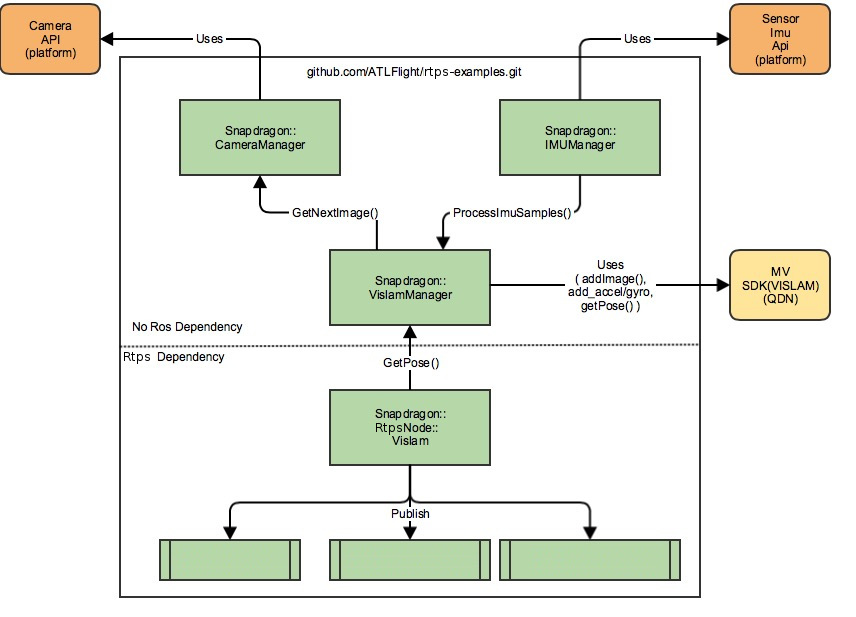 Camera
API
(platform)
Uses
Uses
Sensor
Imu
Api
(platform)
github.com/ATLFlight/rtps-examples.git
Snapdragon::
CameraManager
Snapdragon::
IMUManager
GetNextImage()
ProcessImuSamples()
Snapdragon::
VislamManager
Uses
( addImage(),
add_accel/gyro,
getPose() )
MV
SDK(VISLAM)
(QDN)
No Ros Dependency
Rtps Dependency
GetPose()
Snapdragon::
RtpsNode::
Vislam
Publish